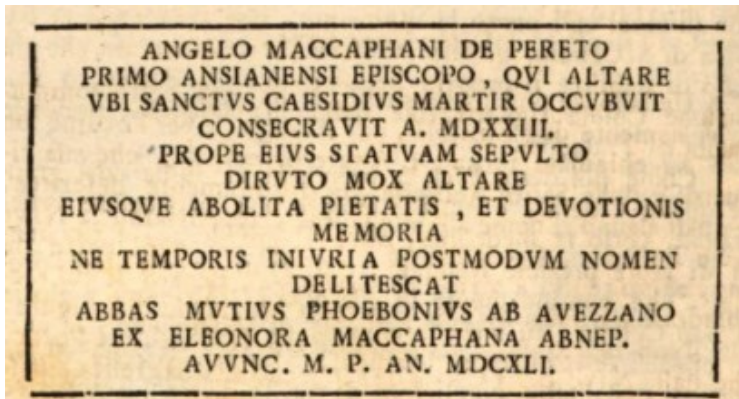 ANGELO MACCAPHANI DE PERETO
PRIMO ANSIANENSI EPISCOPO, QVI ALTARE
VBI SANCTVS CAESIDIVS MARTIR OCCVBVIT
CONSECRAVIT A. MDXXIII.
PROPE EIVS STATVAM SEPVLTO
DIRVTO MOX ALTARE
EIVSQVE ABOLITA PIETATIS, ET DEVOTIONIS
MEMORIA
NE TEMPORIS INIVRIA POSTMODVM NOMEN
DELITESCAT
ABBAS MVTIVS PHOEBONIVS AB AVEZZANO
EX ELEONORA MACCAPHANA ABNEP.
AVVNC. M. P. AN. MDCXLI.